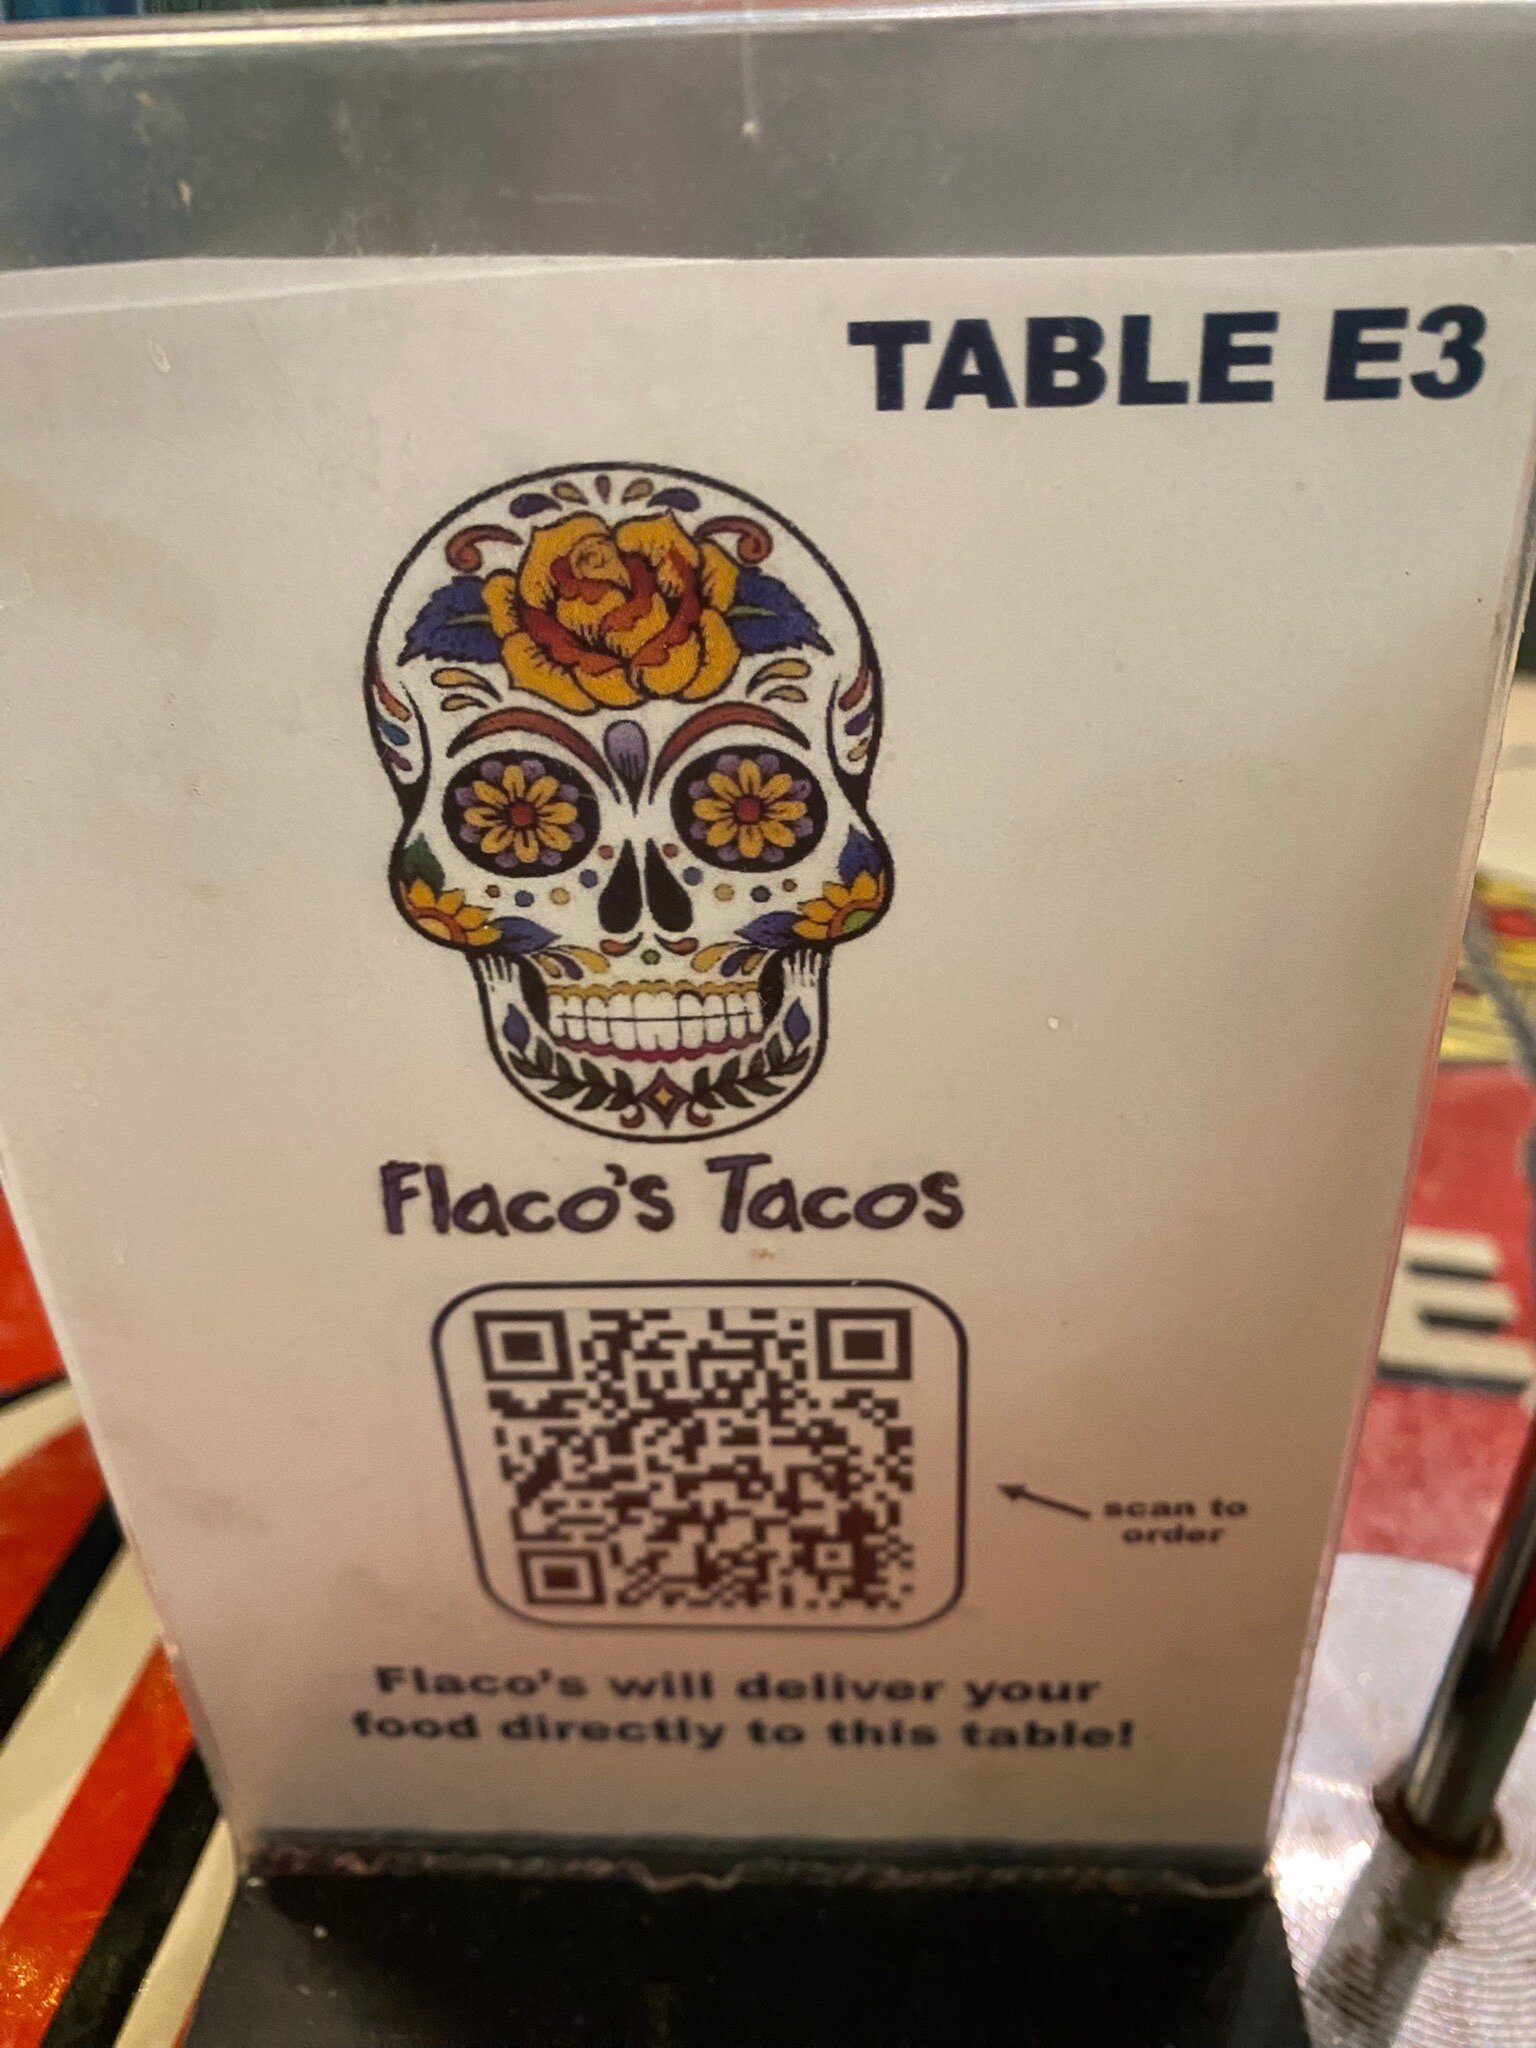 TABLE E3
Flaco's Tacos
scan to
order
Flaco's will deliver your
food directly to this table!